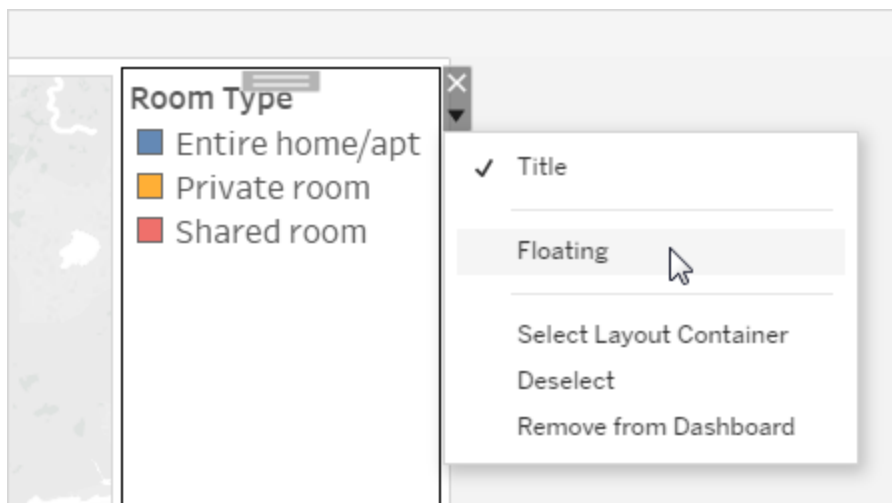 Room Type
Entire home/apt
Private room
Shared room
Title
Floating
Select Layout Container
Deselect
Remove from Dashboard